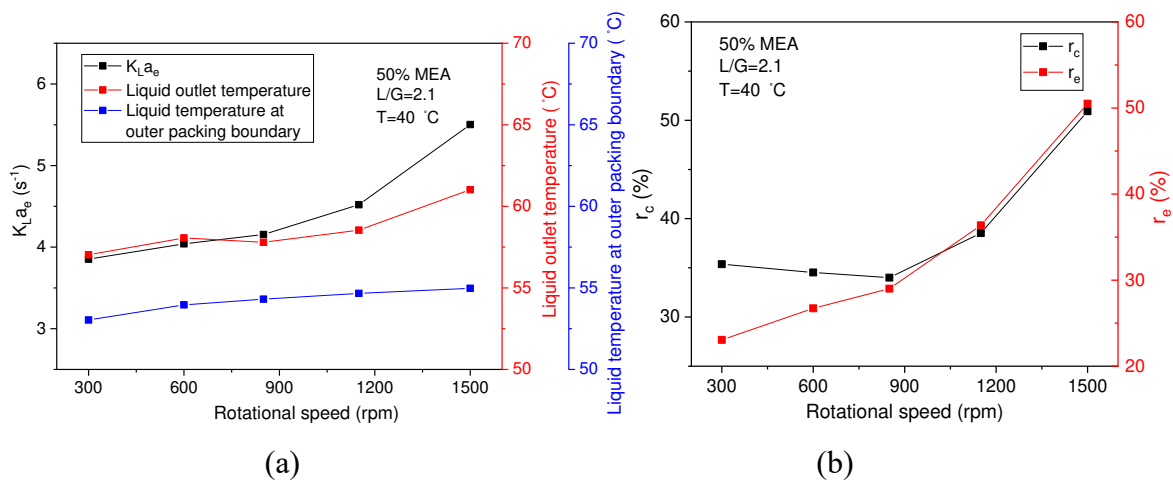 K_La_e
Liquid outlet temperature
Liquid temperature at
outer packing boundary
50% MEA
L/G=2.1
T=40 °C
6
5
4
3
K_La_e (s⁻¹)
70
65
60
55
50
Liquid outlet temperature ( °C)
70
65
60
55
50
Liquid temperature at outer packing boundary ( °C)
300 600 900 1200 1500
Rotational speed (rpm)
(a)
50% MEA
L/G=2.1
T=40 °C
r_c
r_e
60
50
40
30
r_c (%)
60
50
40
30
20
r_e (%)
300 600 900 1200 1500
Rotational speed (rpm)
(b)